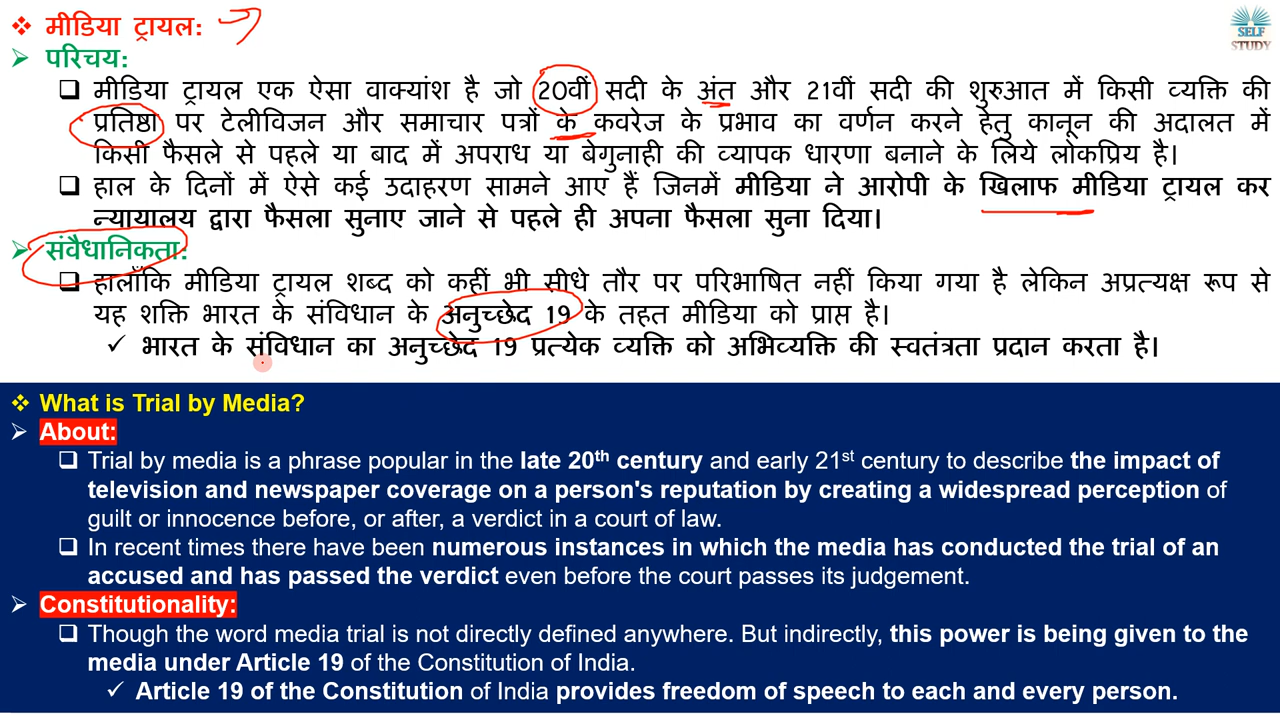 ❖ मीडिया ट्रायल:
SELF
STUDY
➢ परिचय:
❑ मीडिया ट्रायल एक ऐसा वाक्यांश है जो 20वीं सदी के अंत और 21वीं सदी की शुरुआत में किसी व्यक्ति की
प्रतिष्ठा पर टेलीविजन और समाचार पत्रों के कवरेज के प्रभाव का वर्णन करने हेतु कानून की अदालत में
किसी फैसले से पहले या बाद में अपराध या बेगुनाही की व्यापक धारणा बनाने के लिये लोकप्रिय है।
❑ हाल के दिनों में ऐसे कई उदाहरण सामने आए हैं जिनमें मीडिया ने आरोपी के खिलाफ मीडिया ट्रायल कर
न्यायालय द्वारा फैसला सुनाए जाने से पहले ही अपना फैसला सुना दिया।
➢ संवैधानिकता:
❑ हालाँकि मीडिया ट्रायल शब्द को कहीं भी सीधे तौर पर परिभाषित नहीं किया गया है लेकिन अप्रत्यक्ष रूप से
यह शक्ति भारत के संविधान के अनुच्छेद 19 के तहत मीडिया को प्राप्त है।
✓ भारत के संविधान का अनुच्छेद 19 प्रत्येक व्यक्ति को अभिव्यक्ति की स्वतंत्रता प्रदान करता है।
❖ What is Trial by Media?
➢ About:
❑ Trial by media is a phrase popular in the late 20th century and early 21st century to describe the impact of
television and newspaper coverage on a person's reputation by creating a widespread perception of
guilt or innocence before, or after, a verdict in a court of law.
❑ In recent times there have been numerous instances in which the media has conducted the trial of an
accused and has passed the verdict even before the court passes its judgement.
➢ Constitutionality:
❑ Though the word media trial is not directly defined anywhere. But indirectly, this power is being given to the
media under Article 19 of the Constitution of India.
✓ Article 19 of the Constitution of India provides freedom of speech to each and every person.